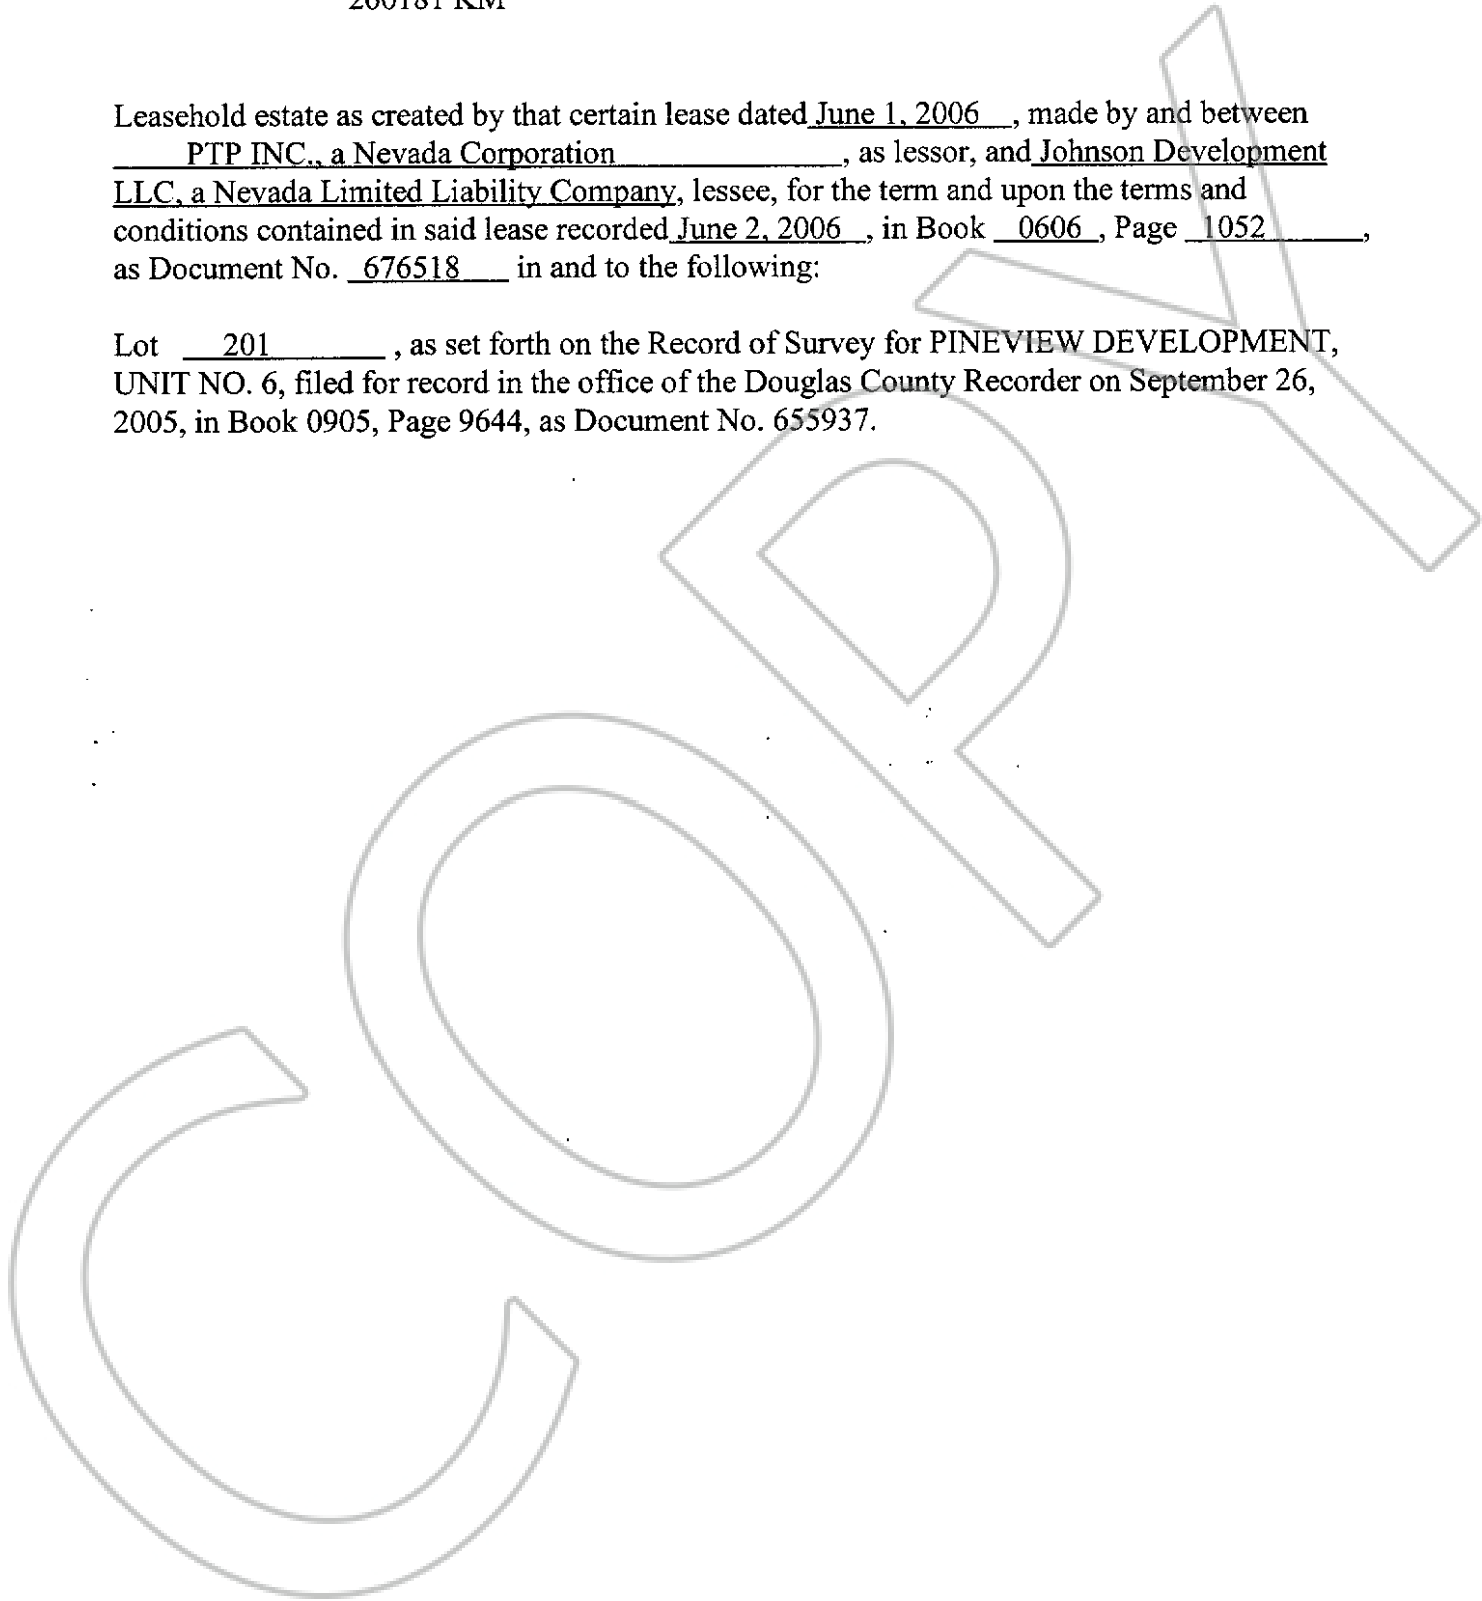 Leasehold estate as created by that certain lease dated June 1, 2006 , made by and between
PTP INC., a Nevada Corporation , as lessor, and Johnson Development
LLC, a Nevada Limited Liability Company, lessee, for the term and upon the terms and
conditions contained in said lease recorded June 2, 2006 , in Book 0606 , Page 1052 ,
as Document No. 676518 in and to the following:
Lot 201 , as set forth on the Record of Survey for PINEVIEW DEVELOPMENT,
UNIT NO. 6, filed for record in the office of the Douglas County Recorder on September 26,
2005, in Book 0905, Page 9644, as Document No. 655937.
COPY